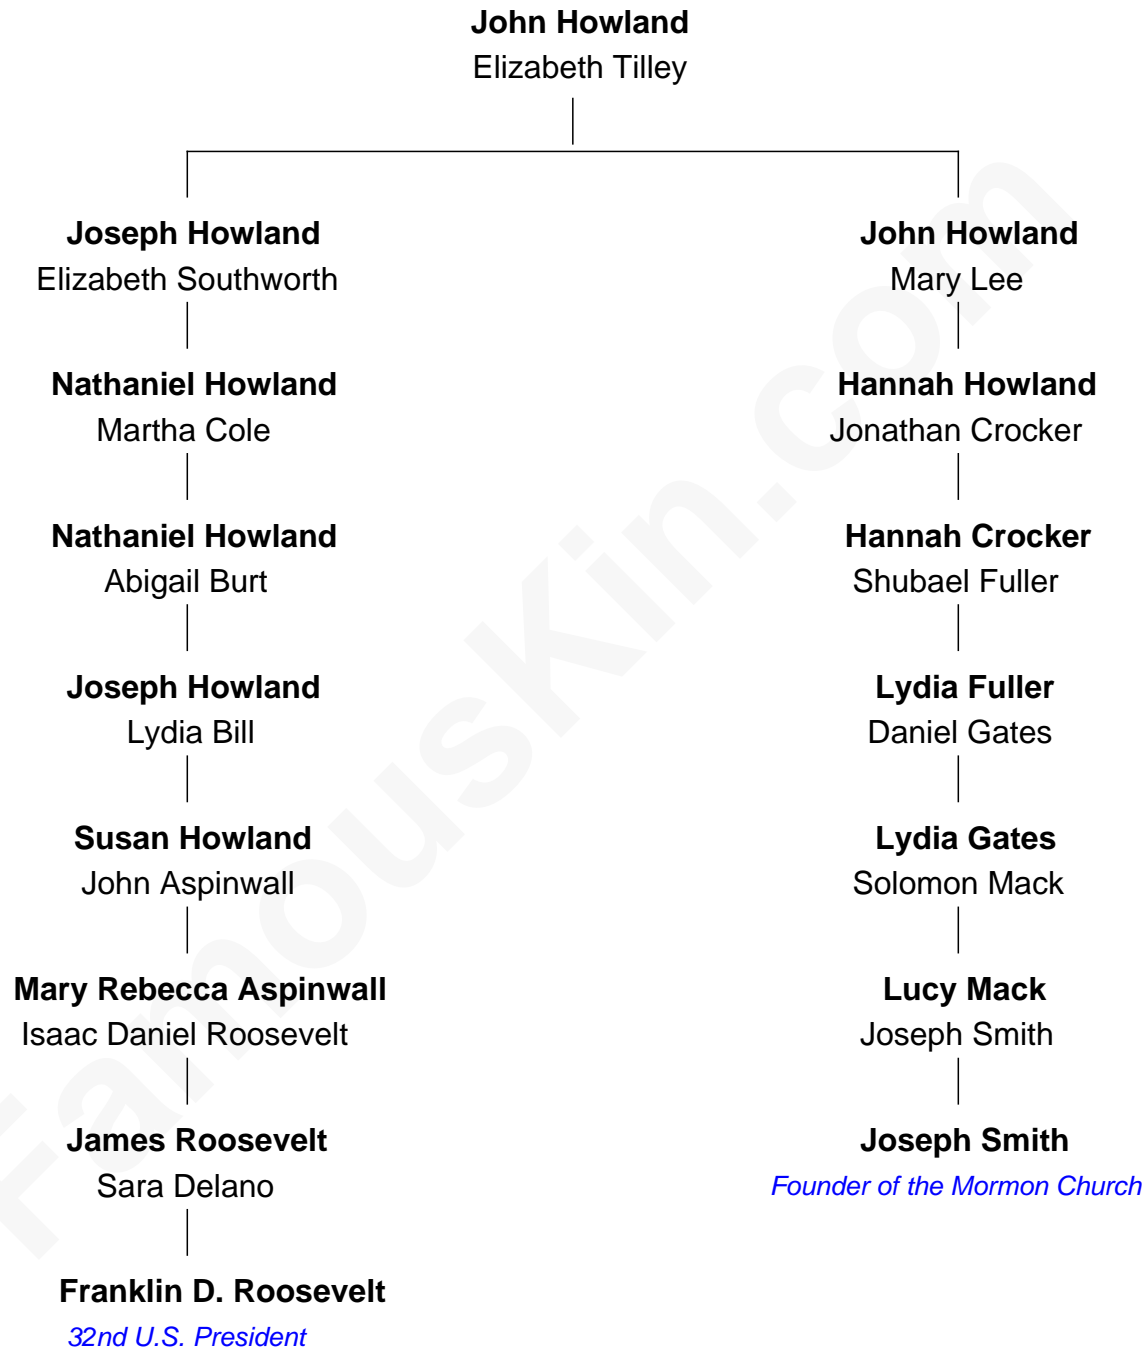 John Howland
Elizabeth Tilley
Joseph Howland
Elizabeth Southworth
Nathaniel Howland
Martha Cole
Nathaniel Howland
Abigail Burt
Joseph Howland
Lydia Bill
Susan Howland
John Aspinwall
Mary Rebecca Aspinwall
Isaac Daniel Roosevelt
James Roosevelt
Sara Delano
Franklin D. Roosevelt
32nd U.S. President
John Howland
Mary Lee
Hannah Howland
Jonathan Crocker
Hannah Crocker
Shubael Fuller
Lydia Fuller
Daniel Gates
Lydia Gates
Solomon Mack
Lucy Mack
Joseph Smith
Joseph Smith
Founder of the Mormon Church
FamousKin.com